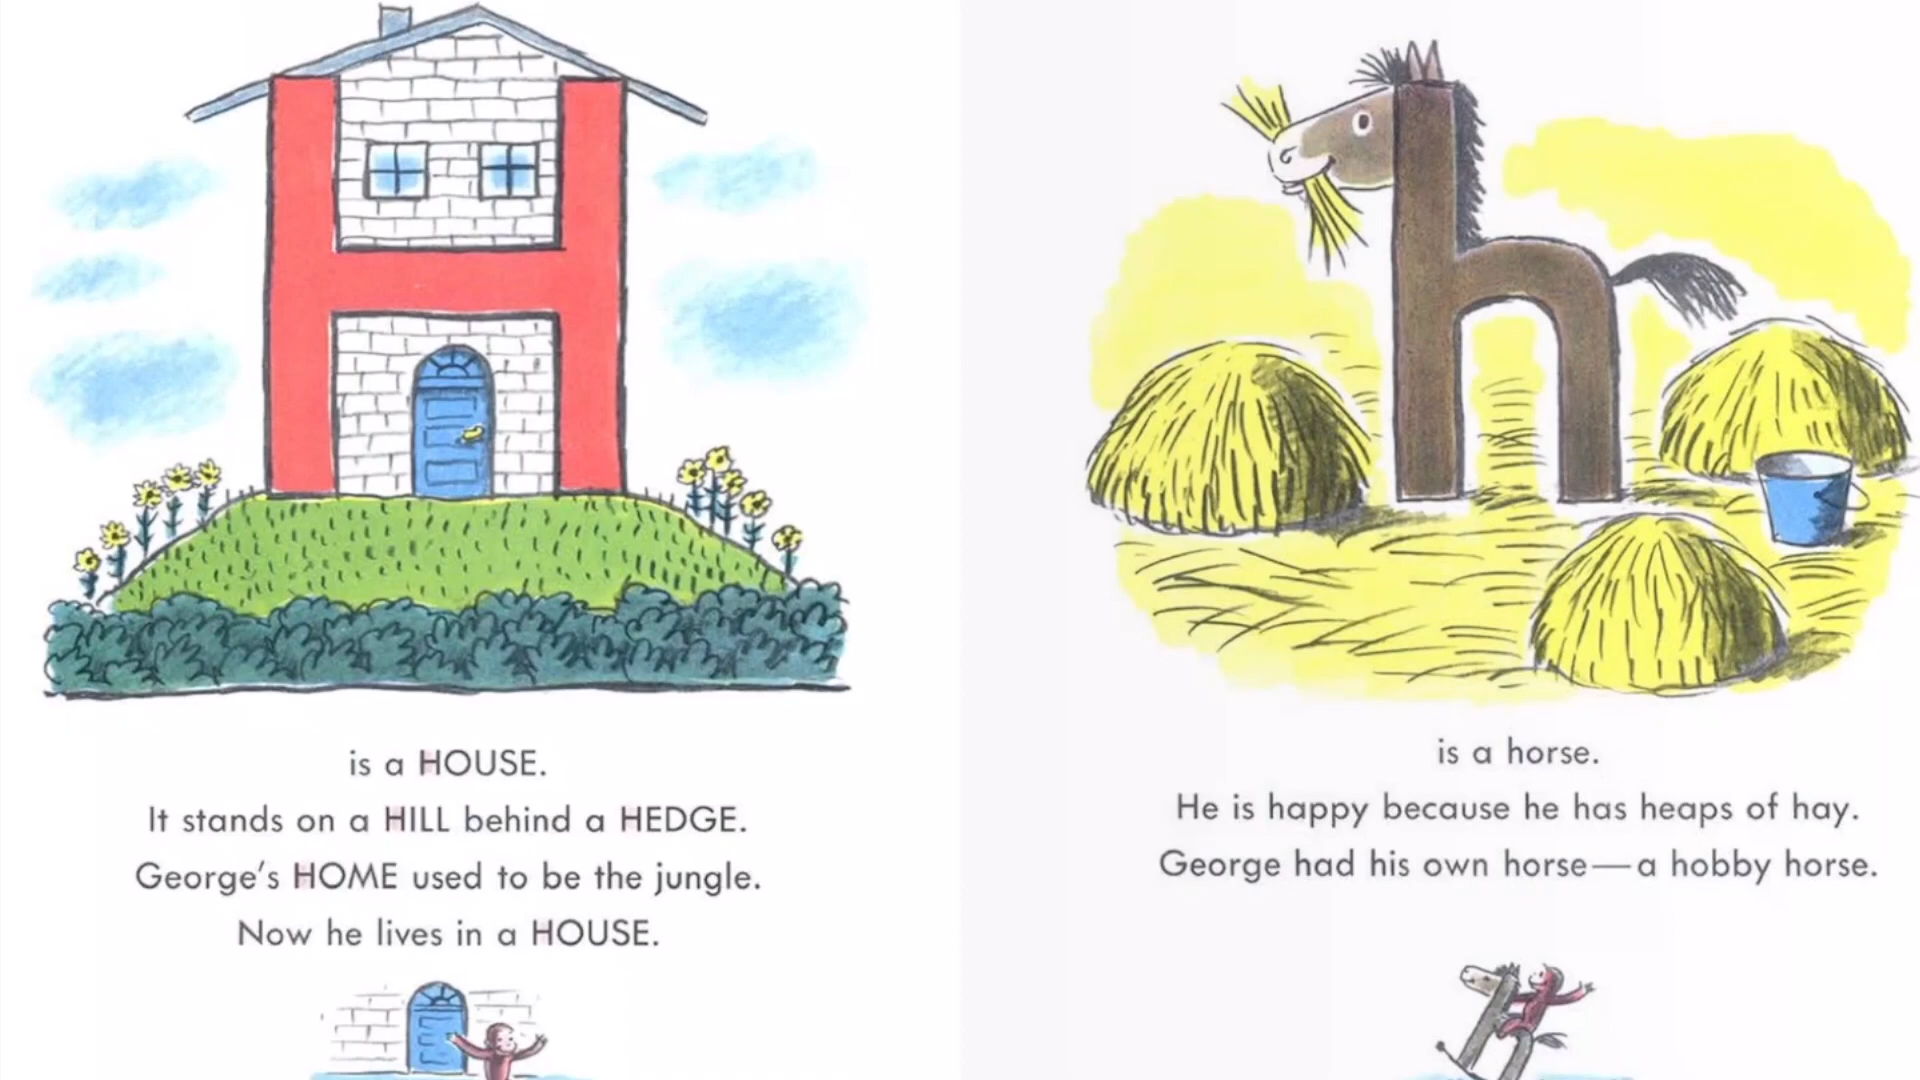 H
is a HOUSE.
It stands on a HILL behind a HEDGE.
George's HOME used to be the jungle.
Now he lives in a HOUSE.
h
is a horse.
He is happy because he has heaps of hay.
George had his own horse—a hobby horse.